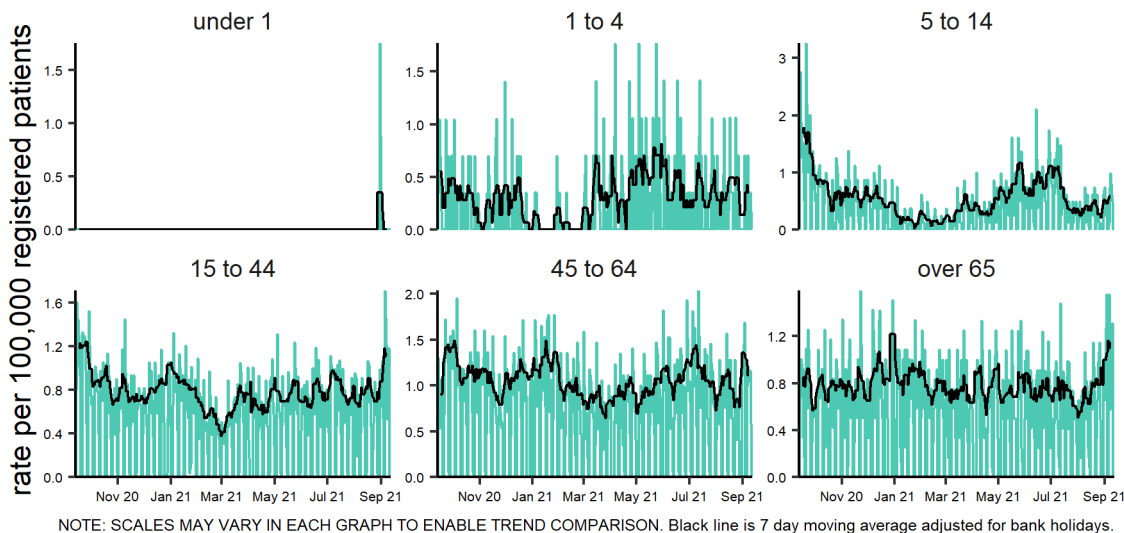 rate per 100,000 registered patients
under 1
1 to 4
5 to 14
1.5
1.0
0.5
0.0
1.5
1.0
0.5
0.0
3
2
1
0
15 to 44
45 to 64
over 65
1.6
1.2
0.8
0.4
0.0
2.0
1.5
1.0
0.5
0.0
1.2
0.8
0.4
0.0
Nov 20 Jan 21 Mar 21 May 21 Jul 21 Sep 21
Nov 20 Jan 21 Mar 21 May 21 Jul 21 Sep 21
Nov 20 Jan 21 Mar 21 May 21 Jul 21 Sep 21
NOTE: SCALES MAY VARY IN EACH GRAPH TO ENABLE TREND COMPARISON. Black line is 7 day moving average adjusted for bank holidays.